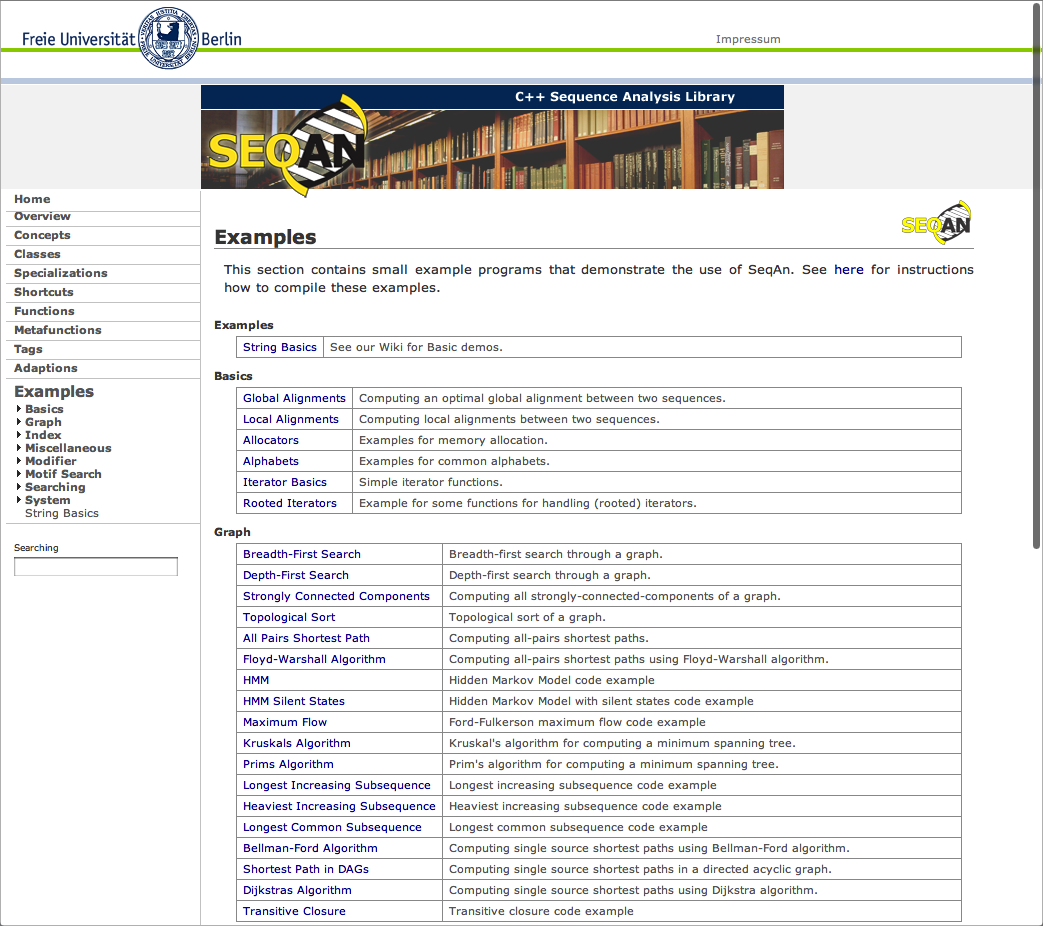 Freie Universität Berlin
Impressum
C++ Sequence Analysis Library
SEQAN
Home
Overview
Concepts
Classes
Specializations
Shortcuts
Functions
Metafunctions
Tags
Adaptions
Examples
Basics
Graph
Index
Miscellaneous
Modifier
Motif Search
Searching
System
String Basics
Searching
SEQAN
Examples
This section contains small example programs that demonstrate the use of SeqAn. See here for instructions
how to compile these examples.
Examples
String Basics See our Wiki for Basic demos.
Basics
Global Alignments Computing an optimal global alignment between two sequences.
Local Alignments Computing local alignments between two sequences.
Allocators Examples for memory allocation.
Alphabets Examples for common alphabets.
Iterator Basics Simple iterator functions.
Rooted Iterators Example for some functions for handling (rooted) iterators.
Graph
Breadth-First Search Breadth-first search through a graph.
Depth-First Search Depth-first search through a graph.
Strongly Connected Components Computing all strongly-connected-components of a graph.
Topological Sort Topological sort of a graph.
All Pairs Shortest Path Computing all-pairs shortest paths.
Floyd-Warshall Algorithm Computing all-pairs shortest paths using Floyd-Warshall algorithm.
HMM Hidden Markov Model code example
HMM Silent States Hidden Markov Model with silent states code example
Maximum Flow Ford-Fulkerson maximum flow code example
Kruskals Algorithm Kruskal's algorithm for computing a minimum spanning tree.
Prims Algorithm Prim's algorithm for computing a minimum spanning tree.
Longest Increasing Subsequence Longest increasing subsequence code example
Heaviest Increasing Subsequence Heaviest increasing subsequence code example
Longest Common Subsequence Longest common subsequence code example
Bellman-Ford Algorithm Computing single source shortest paths using Bellman-Ford algorithm.
Shortest Path in DAGs Computing single source shortest paths in a directed acyclic graph.
Dijkstras Algorithm Computing single source shortest paths using Dijkstra algorithm.
Transitive Closure Transitive closure code example